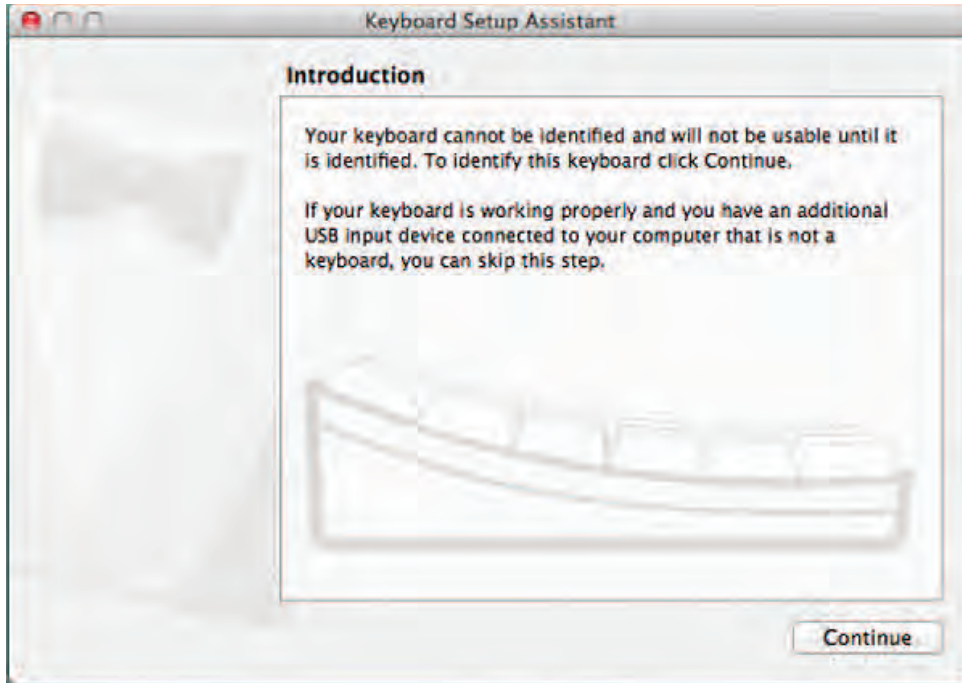 Keyboard Setup Assistant
Introduction
Your keyboard cannot be identified and will not be usable until it
is identified. To identify this keyboard click Continue.
If your keyboard is working properly and you have an additional
USB input device connected to your computer that is not a
keyboard, you can skip this step.
Continue